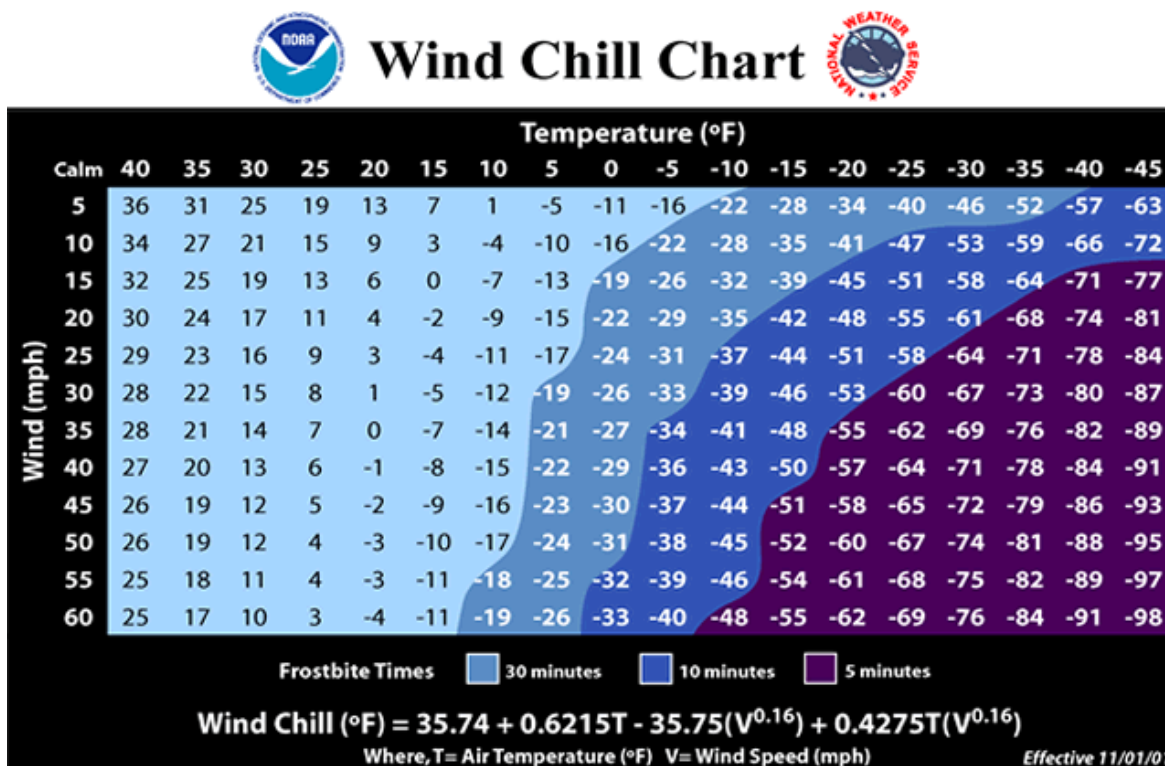 NOAA
Wind Chill Chart
NATIONAL WEATHER SERVICE
Temperature (ºF)
Calm 40 35 30 25 20 15 10 5 0 -5 -10 -15 -20 -25 -30 -35 -40 -45
5 36 31 25 19 13 7 1 -5 -11 -16 -22 -28 -34 -40 -46 -52 -57 -63
10 34 27 21 15 9 3 -4 -10 -16 -22 -28 -35 -41 -47 -53 -59 -66 -72
15 32 25 19 13 6 0 -7 -13 -19 -26 -32 -39 -45 -51 -58 -64 -71 -77
20 30 24 17 11 4 -2 -9 -15 -22 -29 -35 -42 -48 -55 -61 -68 -74 -81
25 29 23 16 9 3 -4 -11 -17 -24 -31 -37 -44 -51 -58 -64 -71 -78 -84
30 28 22 15 8 1 -5 -12 -19 -26 -33 -39 -46 -53 -60 -67 -73 -80 -87
35 28 21 14 7 0 -7 -14 -21 -27 -34 -41 -48 -55 -62 -69 -76 -82 -89
40 27 20 13 6 -1 -8 -15 -22 -29 -36 -43 -50 -57 -64 -71 -78 -84 -91
45 26 19 12 5 -2 -9 -16 -23 -30 -37 -44 -51 -58 -65 -72 -79 -86 -93
50 26 19 12 4 -3 -10 -17 -24 -31 -38 -45 -52 -60 -67 -74 -81 -88 -95
55 25 18 11 4 -3 -11 -18 -25 -32 -39 -46 -54 -61 -68 -75 -82 -89 -97
60 25 17 10 3 -4 -11 -19 -26 -33 -40 -48 -55 -62 -69 -76 -84 -91 -98
Wind (mph)
Frostbite Times 30 minutes 10 minutes 5 minutes
Wind Chill (ºF) = 35.74 + 0.6215T - 35.75(V^0.16) + 0.4275T(V^0.16)
Where, T= Air Temperature (ºF) V= Wind Speed (mph)
Effective 11/01/0